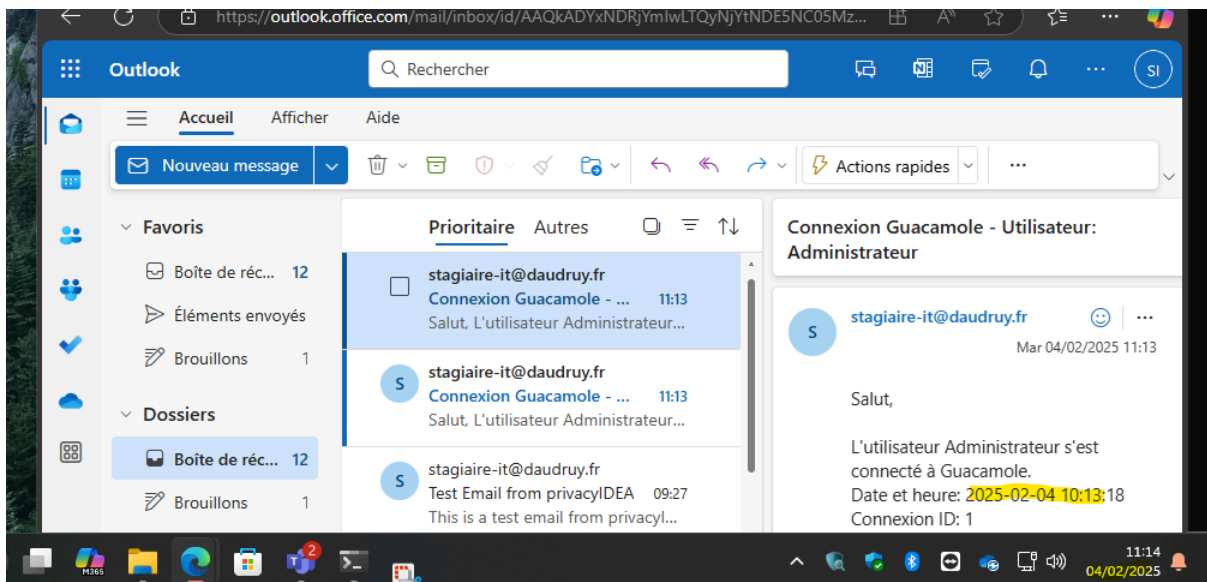 https://outlook.office.com/mail/inbox/id/AAQkADYxNDRjYmIwLTQyNjYtNDE5NC05Mz...
Outlook
Rechercher
SI
Accueil Afficher Aide
Nouveau message
Actions rapides
Favoris
Boîte de réc... 12
Éléments envoyés
Brouillons 1
Dossiers
Boîte de réc... 12
Brouillons 1
Prioritaire Autres
stagiaire-it@daudruy.fr
Connexion Guacamole - ... 11:13
Salut, L'utilisateur Administrateur...
S
stagiaire-it@daudruy.fr
Connexion Guacamole - ... 11:13
Salut, L'utilisateur Administrateur...
S
stagiaire-it@daudruy.fr
Test Email from privacyIDEA 09:27
This is a test email from privacyI...
Connexion Guacamole - Utilisateur:
Administrateur
S
stagiaire-it@daudruy.fr
Mar 04/02/2025 11:13
Salut,
L'utilisateur Administrateur s'est
connecté à Guacamole.
Date et heure: 2025-02-04 10:13:18
Connexion ID: 1
M365
2
11:14
04/02/2025